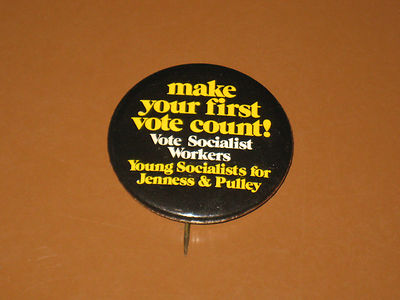 make
your first
vote count!
Vote Socialist
Workers
Young Socialists for
Jenness & Pulley